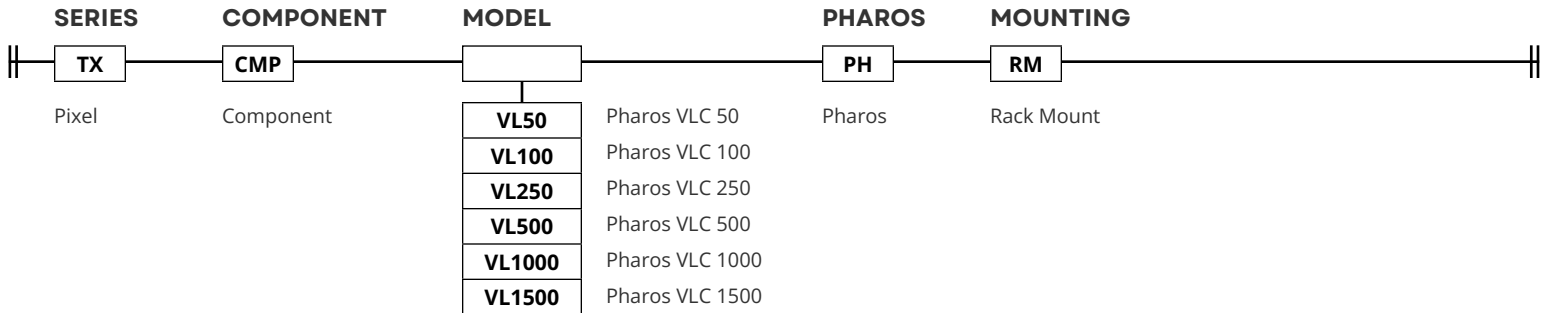 SERIES COMPONENT MODEL PHAROS MOUNTING
TX CMP PH RM
Pixel Component VL50 Pharos VLC 50 Pharos Rack Mount
VL100 Pharos VLC 100
VL250 Pharos VLC 250
VL500 Pharos VLC 500
VL1000 Pharos VLC 1000
VL1500 Pharos VLC 1500